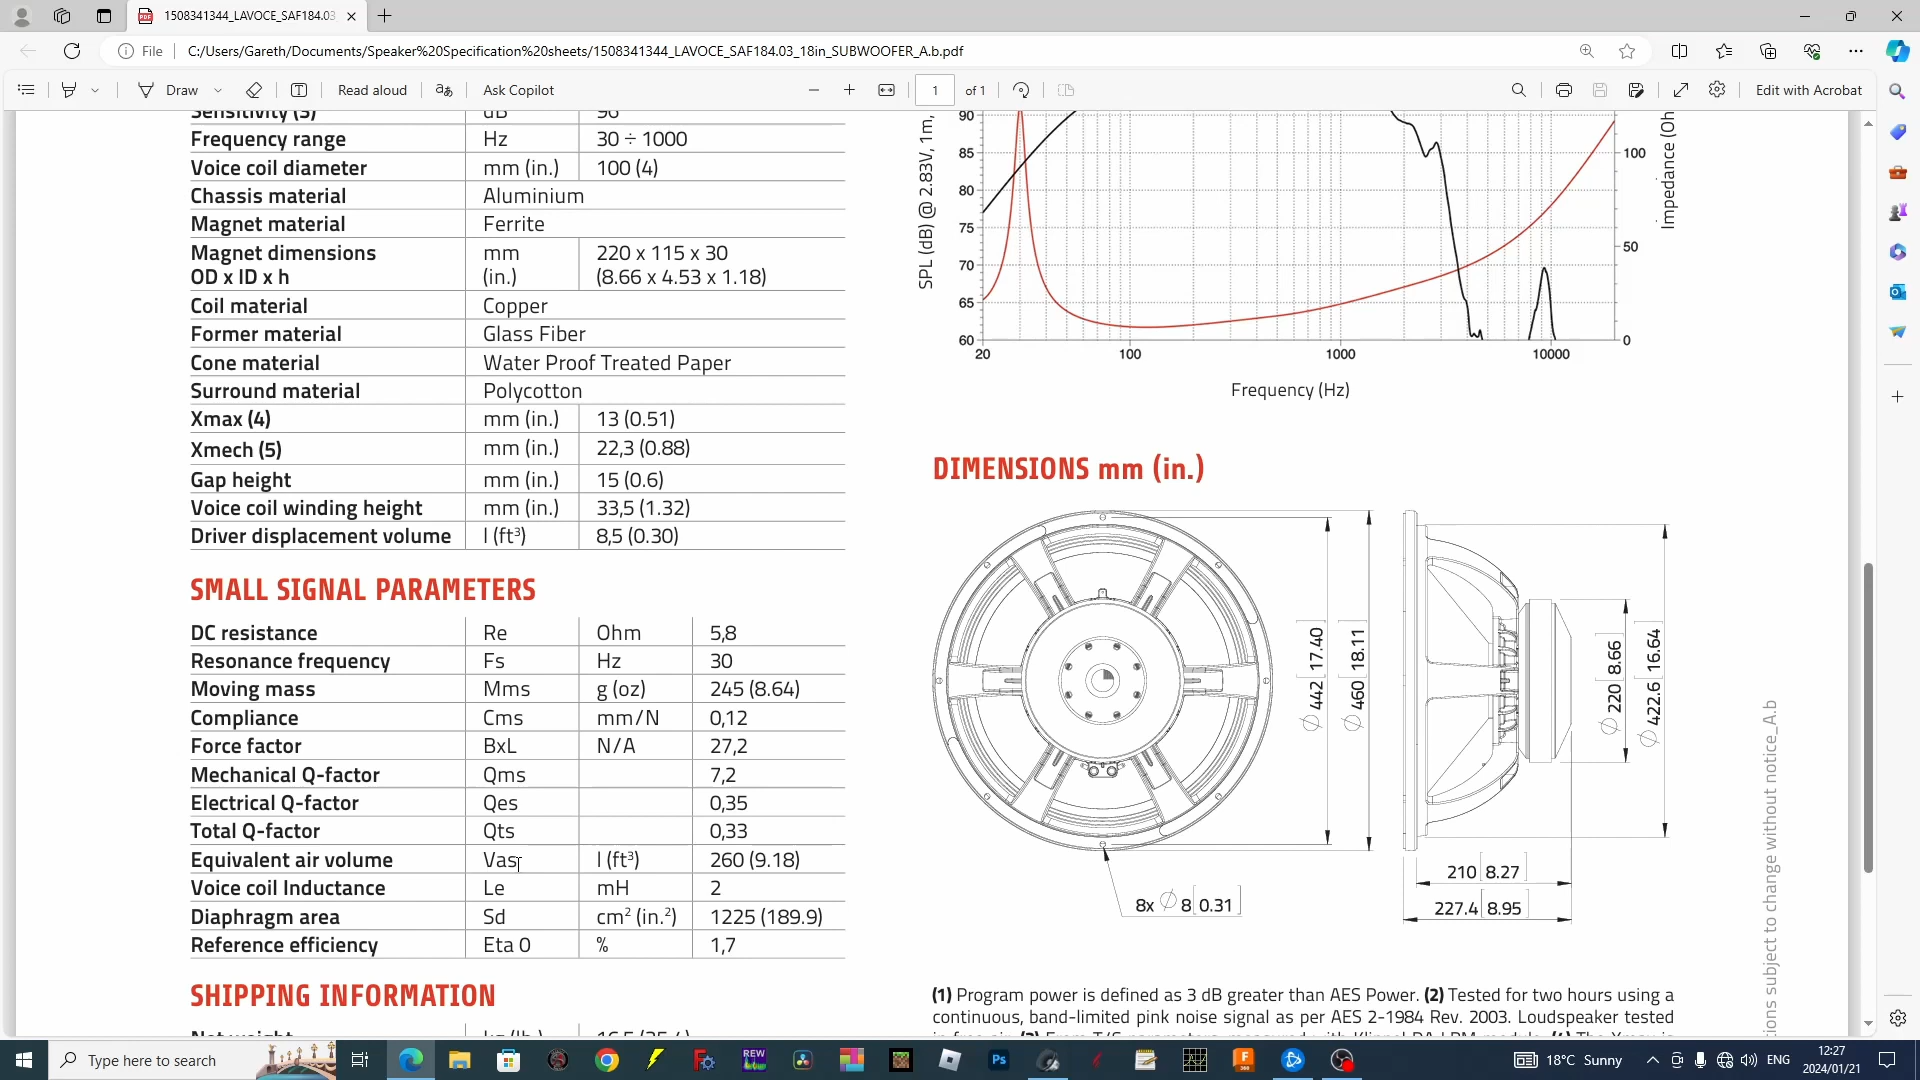 1508341344_LAVOCE_SAF184.03
File
C:/Users/Gareth/Documents/Speaker%20Specification%20sheets/1508341344_LAVOCE_SAF184.03_18in_SUBWOOFER_A.b.pdf
Draw
Read aloud
Ask Copilot
1 of 1
Edit with Acrobat
Sensitivity (3) dB 96
Frequency range Hz 30 ÷ 1000
Voice coil diameter mm (in.) 100 (4)
Chassis material Aluminium
Magnet material Ferrite
Magnet dimensions mm 220 x 115 x 30
OD x ID x h (in.) (8.66 x 4.53 x 1.18)
Coil material Copper
Former material Glass Fiber
Cone material Water Proof Treated Paper
Surround material Polycotton
Xmax (4) mm (in.) 13 (0.51)
Xmech (5) mm (in.) 22,3 (0.88)
Gap height mm (in.) 15 (0.6)
Voice coil winding height mm (in.) 33,5 (1.32)
Driver displacement volume l (ft³) 8,5 (0.30)
SMALL SIGNAL PARAMETERS
DC resistance Re Ohm 5,8
Resonance frequency Fs Hz 30
Moving mass Mms g (oz) 245 (8.64)
Compliance Cms mm/N 0,12
Force factor BxL N/A 27,2
Mechanical Q-factor Qms 7,2
Electrical Q-factor Qes 0,35
Total Q-factor Qts 0,33
Equivalent air volume Vas l (ft³) 260 (9.18)
Voice coil Inductance Le mH 2
Diaphragm area Sd cm² (in.²) 1225 (189.9)
Reference efficiency Eta 0 % 1,7
SHIPPING INFORMATION
Net weight kg (lb.)
SPL (dB) @ 2.83V, 1m,
90
85
80
75
70
65
60
100
50
0
Impedance (Oh
20 100 1000 10000
Frequency (Hz)
DIMENSIONS mm (in.)
∅ 442 [17.40]
∅ 460 [18.11]
∅ 220 [8.66]
∅ 422.6 [16.64]
210 [8.27]
227.4 [8.95]
8x ∅ 8 [0.31]
tions subject to change without notice_A.b
(1) Program power is defined as 3 dB greater than AES Power. (2) Tested for two hours using a
continuous, band-limited pink noise signal as per AES 2-1984 Rev. 2003. Loudspeaker tested
Type here to search
REW
Ps
18°C Sunny
ENG
12:27
2024/01/21